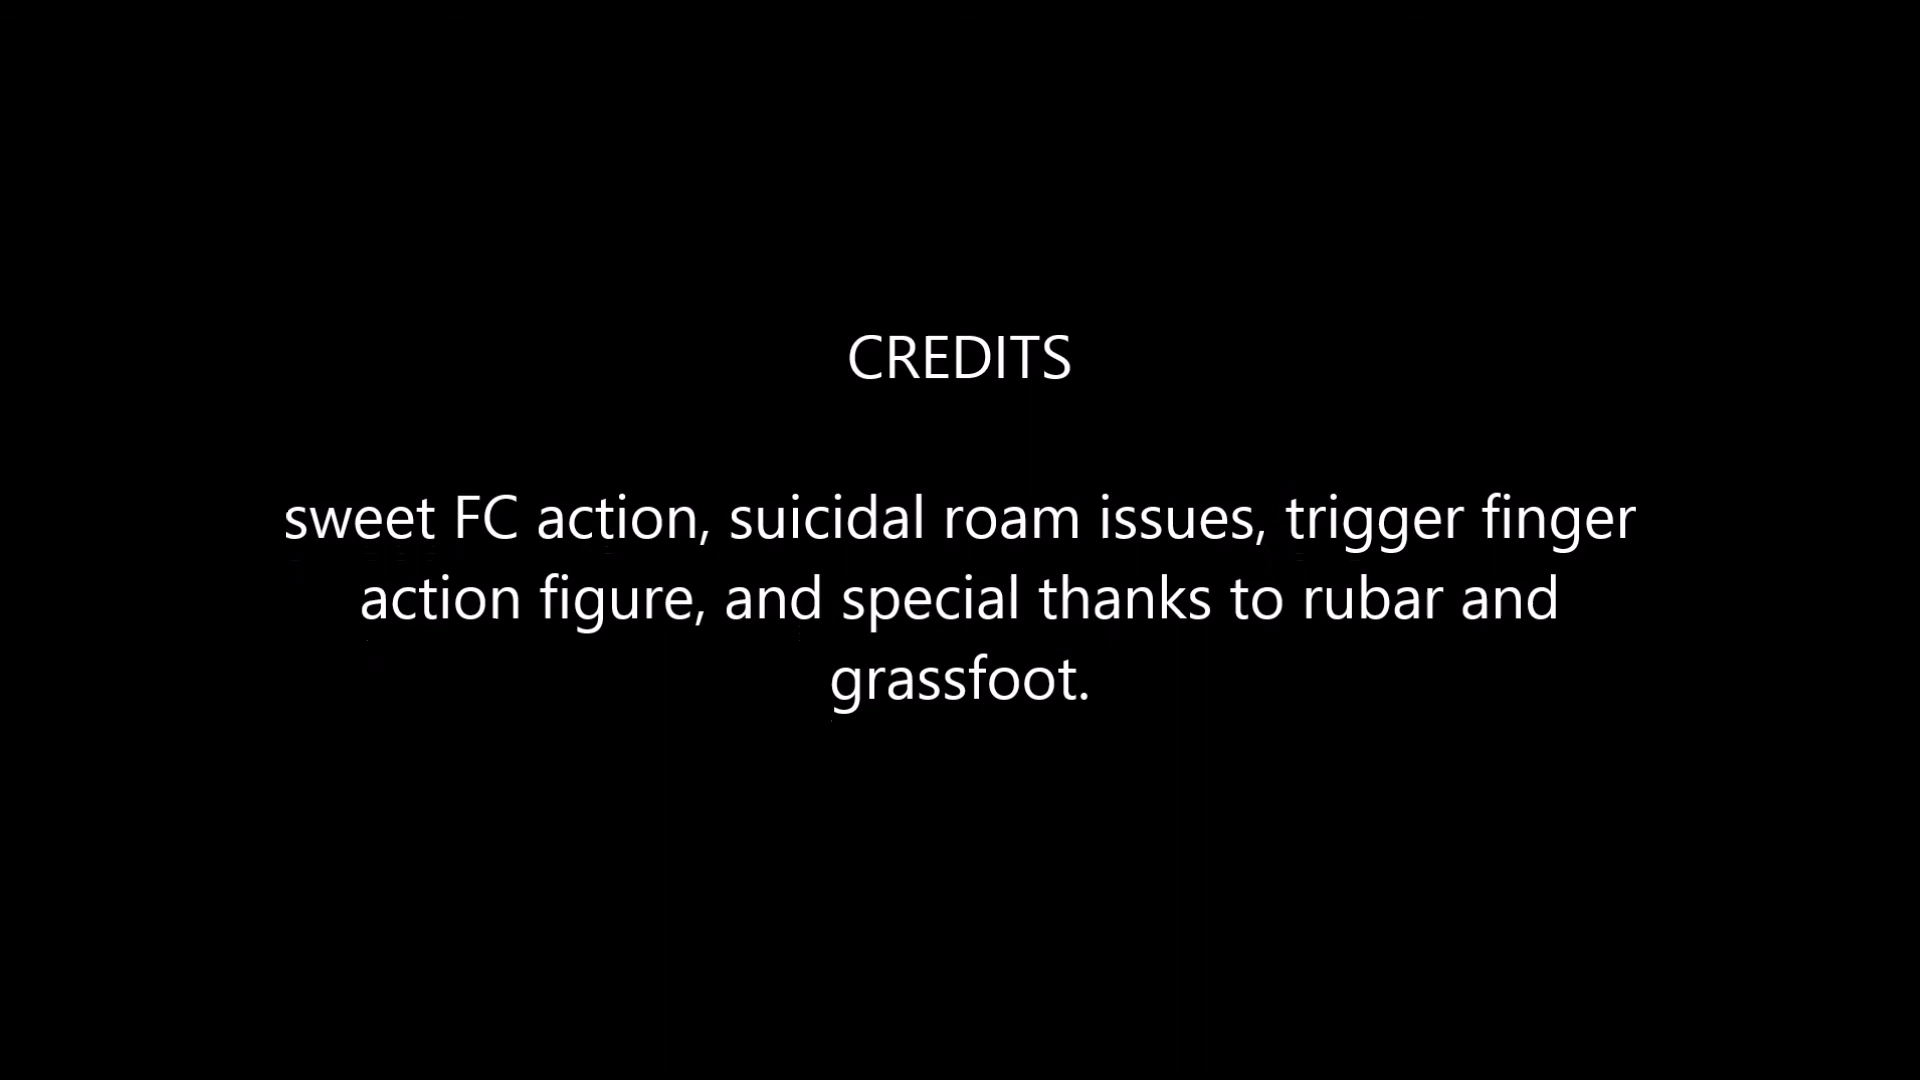 CREDITS
sweet FC action, suicidal roam issues, trigger finger
action figure, and special thanks to rubar and
grassfoot.